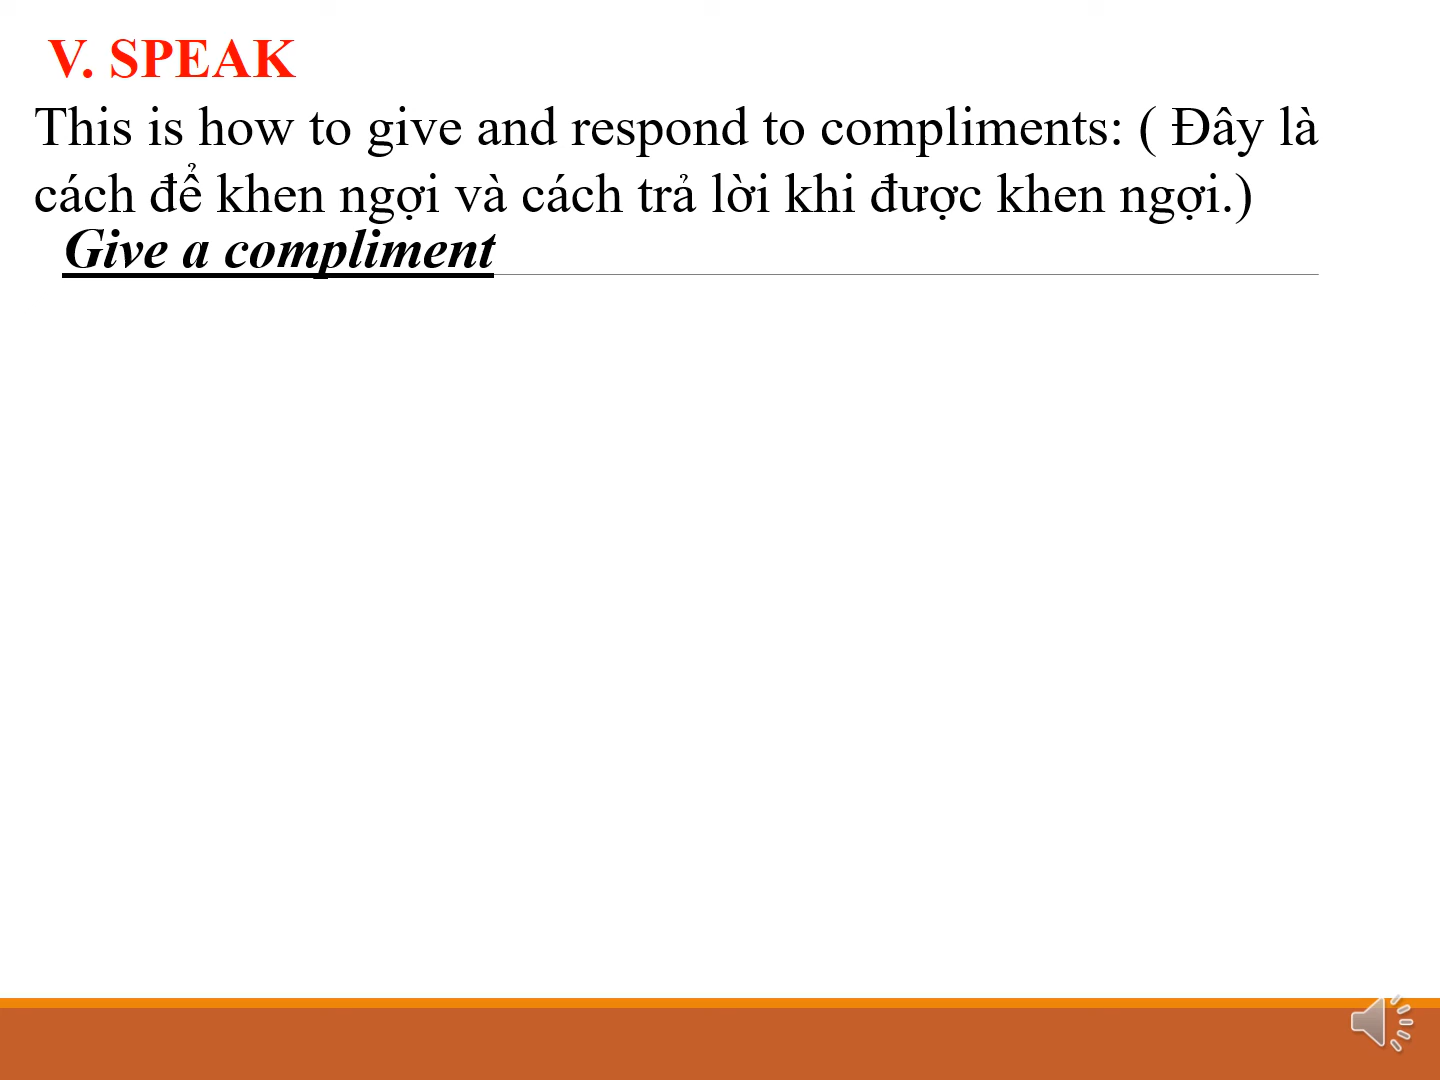 V. SPEAK
This is how to give and respond to compliments: ( Đây là
cách để khen ngợi và cách trả lời khi được khen ngợi.)
Give a compliment